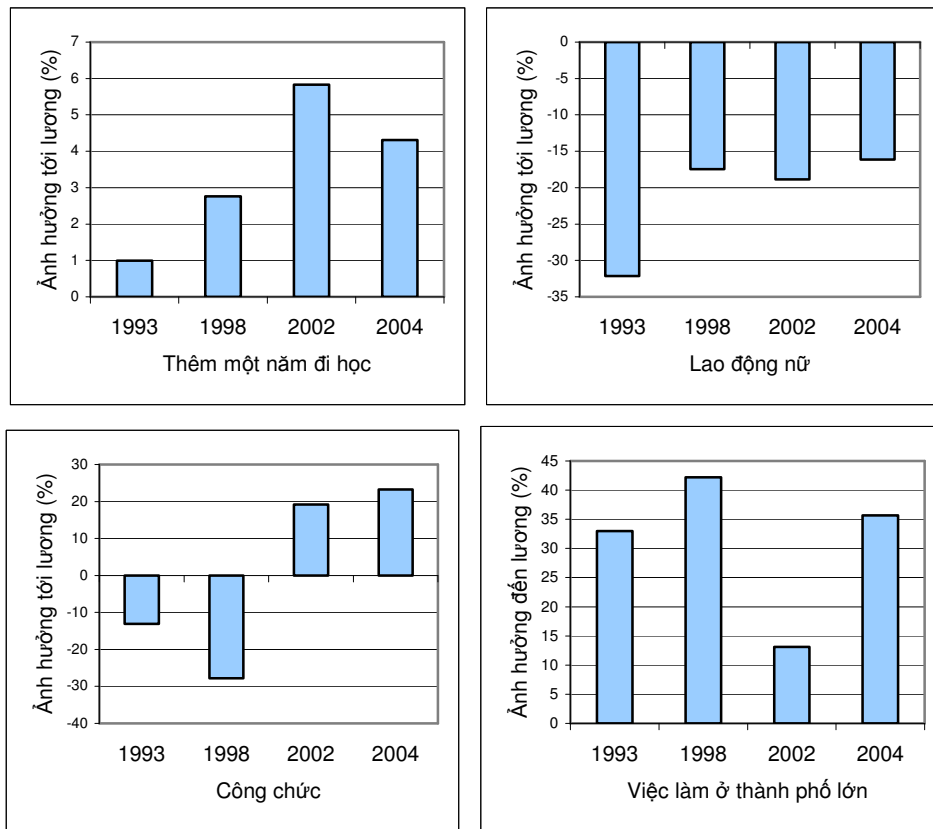 Ảnh hưởng tới lương (%)
7
6
5
4
3
2
1
0
1993 1998 2002 2004
Thêm một năm đi học
Ảnh hưởng tới lương (%)
0
-5
-10
-15
-20
-25
-30
-35
1993 1998 2002 2004
Lao động nữ
Ảnh hưởng tới lương (%)
30
20
10
0
-10
-20
-30
-40
1993 1998 2002 2004
Công chức
Ảnh hưởng đến lương (%)
45
40
35
30
25
20
15
10
5
0
1993 1998 2002 2004
Việc làm ở thành phố lớn